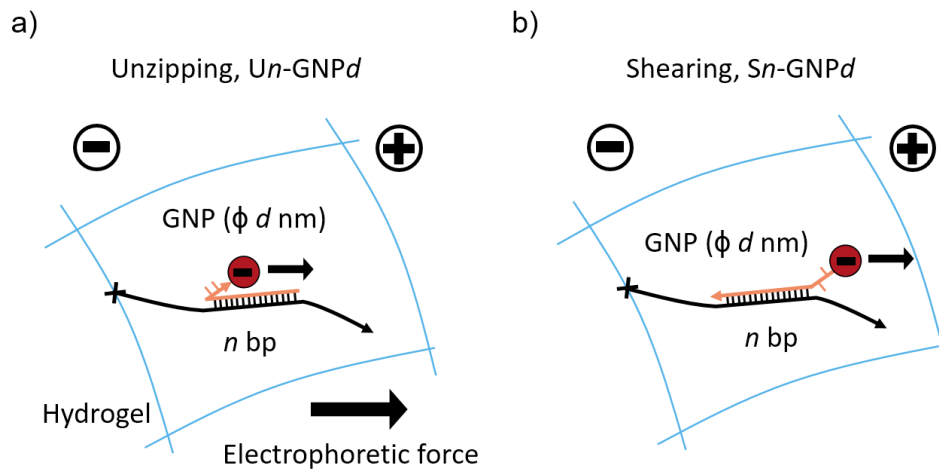 a)
Unzipping, Un-GNPd
GNP (ϕ d nm)
n bp
Hydrogel
Electrophoretic force
b)
Shearing, Sn-GNPd
GNP (ϕ d nm)
n bp